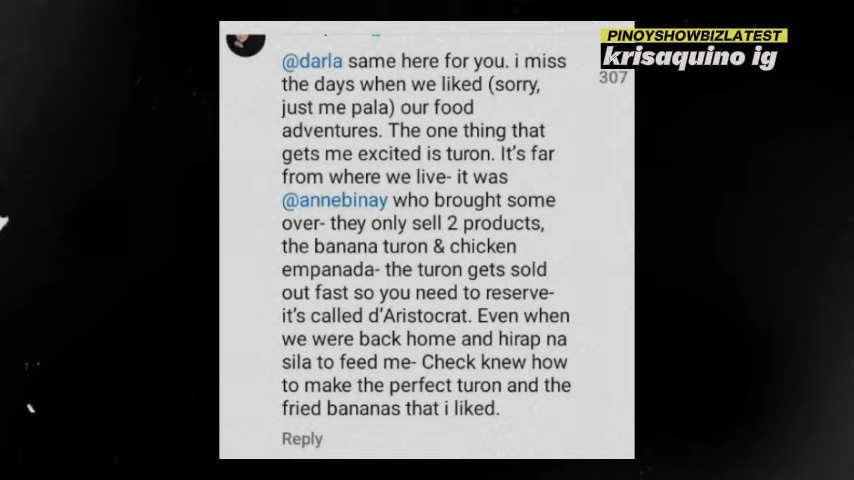 PINOYSHOWBIZLATEST
krisaquino ig
307
@darla same here for you. i miss
the days when we liked (sorry,
just me pala) our food
adventures. The one thing that
gets me excited is turon. It's far
from where we live- it was
@annebinay who brought some
over- they only sell 2 products,
the banana turon & chicken
empanada- the turon gets sold
out fast so you need to reserve-
it's called d'Aristocrat. Even when
we were back home and hirap na
sila to feed me- Check knew how
to make the perfect turon and the
fried bananas that i liked.
Reply